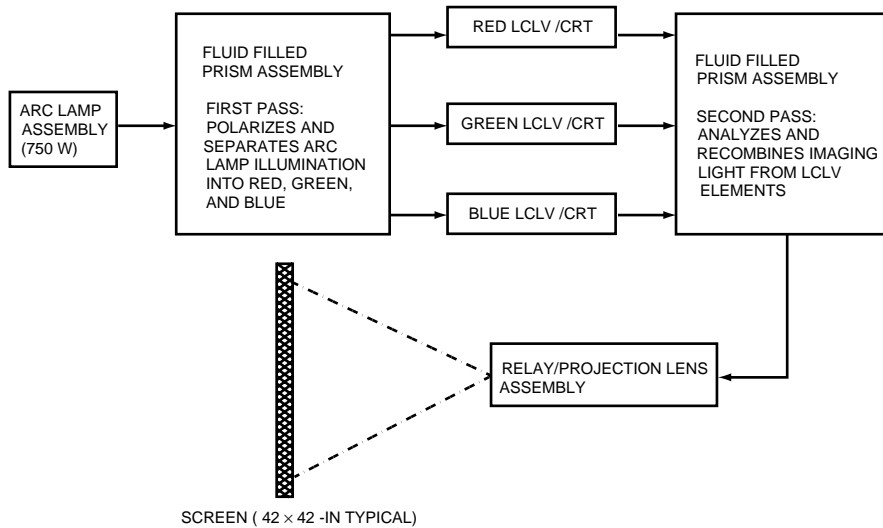 ARC LAMP
ASSEMBLY
(750 W)
FLUID FILLED
PRISM ASSEMBLY
FIRST PASS:
POLARIZES AND
SEPARATES ARC
LAMP ILLUMINATION
INTO RED, GREEN,
AND BLUE
RED LCLV /CRT
GREEN LCLV /CRT
BLUE LCLV /CRT
FLUID FILLED
PRISM ASSEMBLY
SECOND PASS:
ANALYZES AND
RECOMBINES IMAGING
LIGHT FROM LCLV
ELEMENTS
RELAY/PROJECTION LENS
ASSEMBLY
SCREEN ( 42 × 42 -IN TYPICAL)